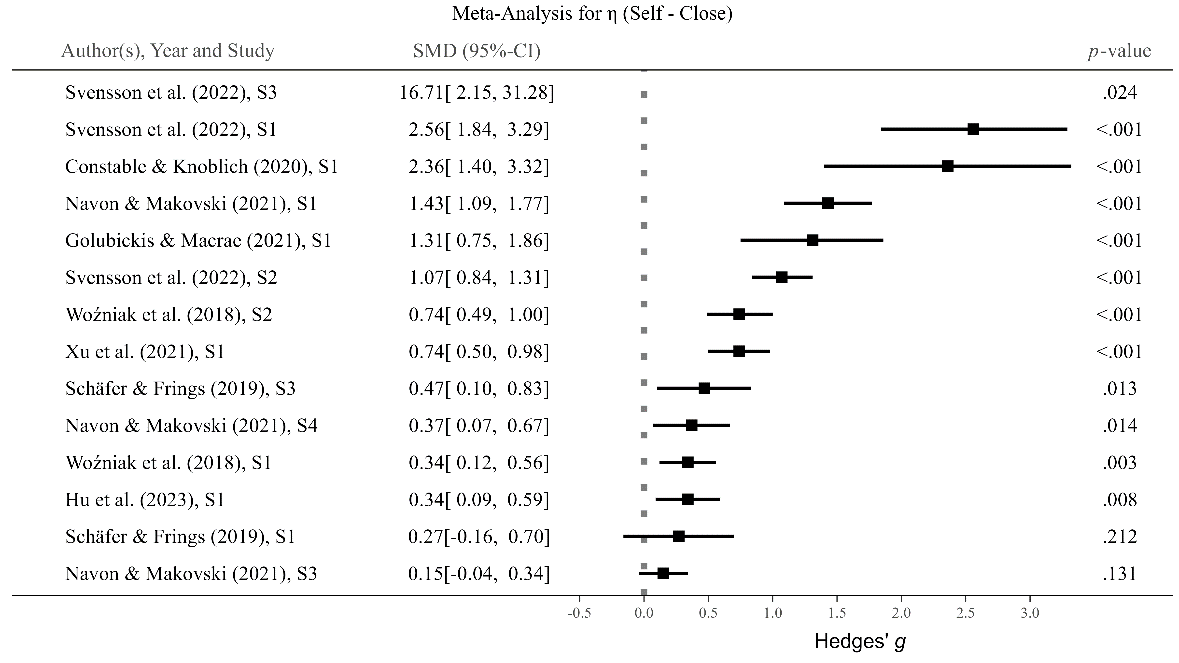 Meta-Analysis for η (Self - Close)
Author(s), Year and Study SMD (95%-CI) p-value
Svensson et al. (2022), S3 16.71[ 2.15, 31.28] .024
Svensson et al. (2022), S1 2.56[ 1.84, 3.29] <.001
Constable & Knoblich (2020), S1 2.36[ 1.40, 3.32] <.001
Navon & Makovski (2021), S1 1.43[ 1.09, 1.77] <.001
Golubickis & Macrae (2021), S1 1.31[ 0.75, 1.86] <.001
Svensson et al. (2022), S2 1.07[ 0.84, 1.31] <.001
Woźniak et al. (2018), S2 0.74[ 0.49, 1.00] <.001
Xu et al. (2021), S1 0.74[ 0.50, 0.98] <.001
Schäfer & Frings (2019), S3 0.47[ 0.10, 0.83] .013
Navon & Makovski (2021), S4 0.37[ 0.07, 0.67] .014
Woźniak et al. (2018), S1 0.34[ 0.12, 0.56] .003
Hu et al. (2023), S1 0.34[ 0.09, 0.59] .008
Schäfer & Frings (2019), S1 0.27[-0.16, 0.70] .212
Navon & Makovski (2021), S3 0.15[-0.04, 0.34] .131
-0.5 0.0 0.5 1.0 1.5 2.0 2.5 3.0
Hedges' g